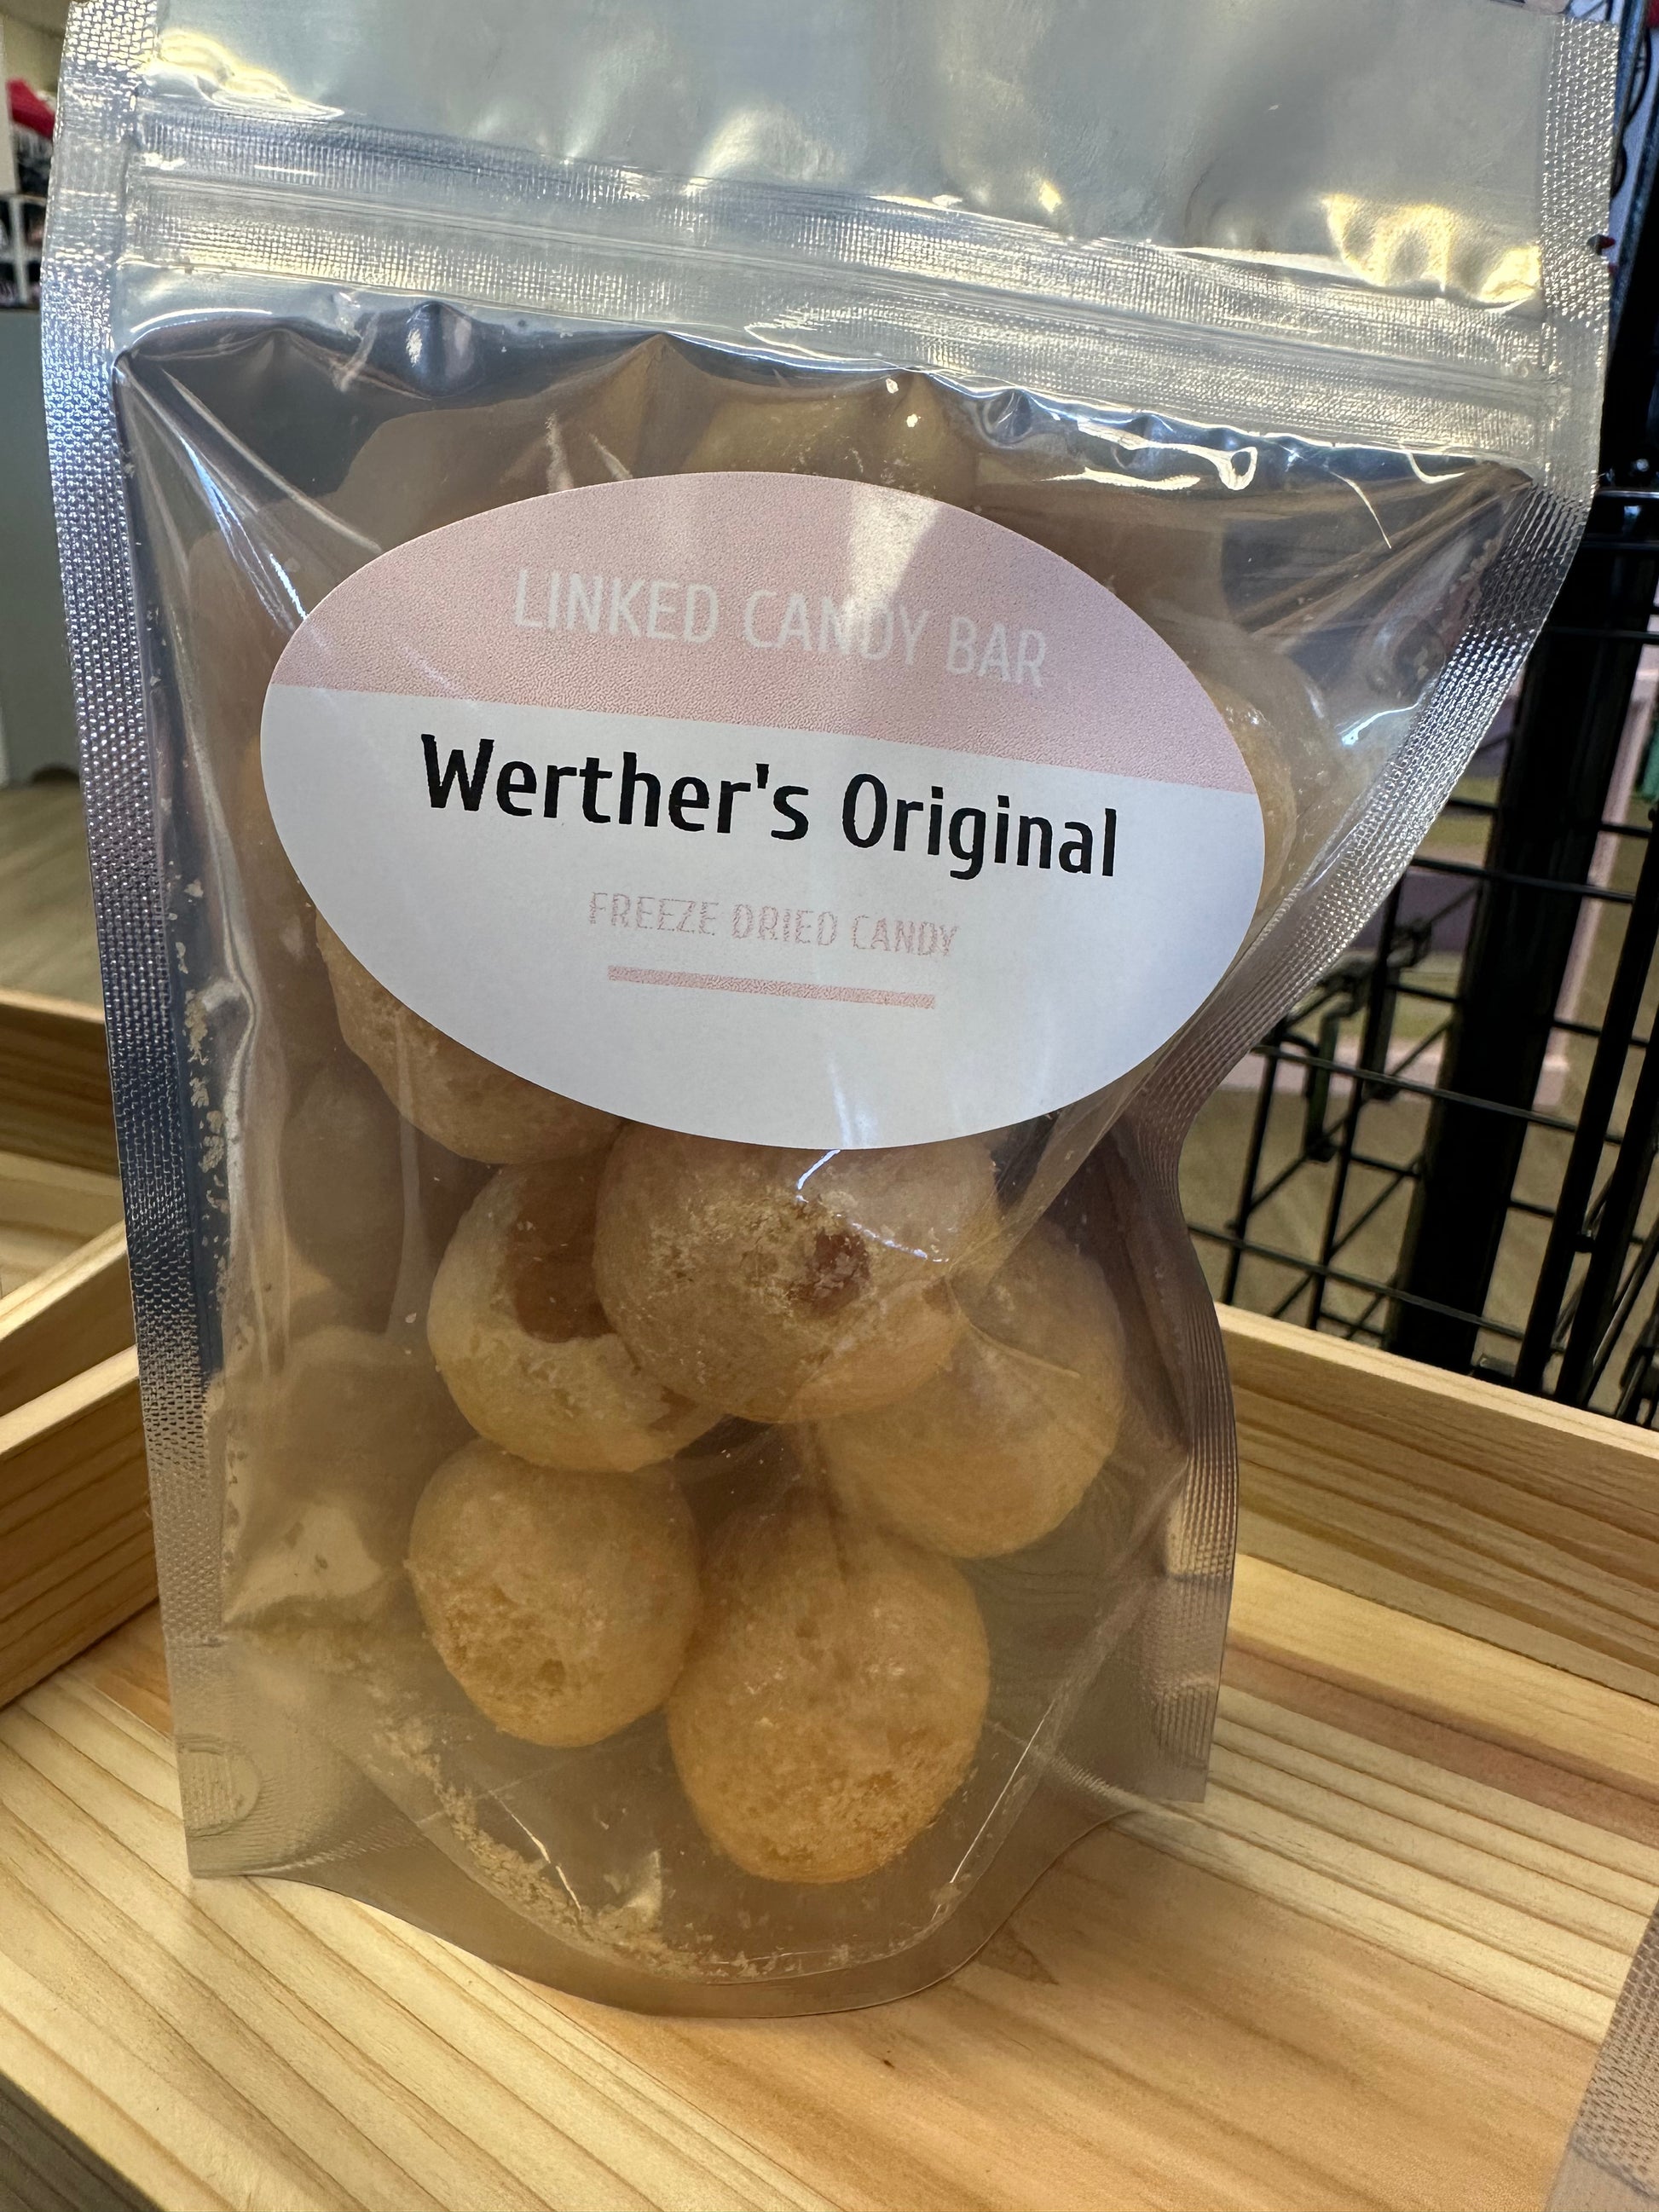 LINKED CANDY BAR
Werther's Original
FREEZE DRIED CANDY